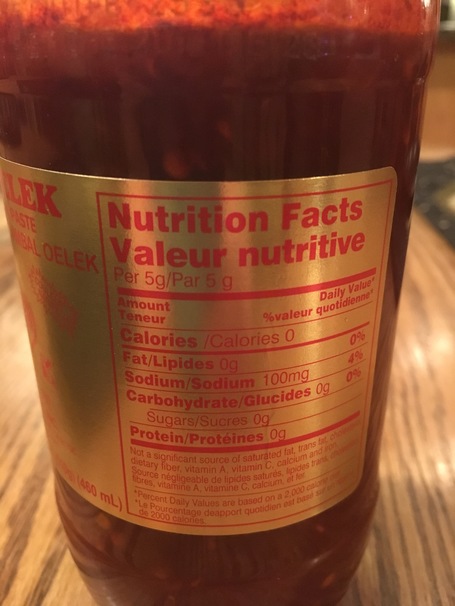 ELEK
PASTE
SAMBAL OELEK
(460 mL)
Nutrition Facts
Valeur nutritive
Per 5g/Par 5 g
Amount
Teneur
Daily Value*
%valeur quotidienne*
Calories /Calories 0
Fat/Lipides 0g 0%
Sodium/Sodium 100mg 4%
Carbohydrate/Glucides 0g 0%
Sugars/Sucres 0g
Protein/Protéines 0g
Not a significant source of saturated fat, trans fat,
dietary fiber, vitamin A, vitamin C, calcium and
Source négligeable de lipides saturés, lipides trans,
fibres, vitamine A, vitamine C, calcium, et fer
*Percent Daily Values are based on a 2,000 calorie
*Le Pourcentage deapport quotidien est base sur
de 2000 calories.